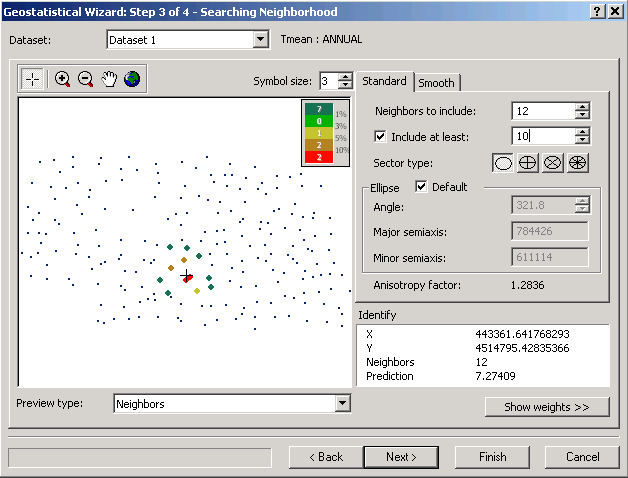 Geostatistical Wizard: Step 3 of 4 - Searching Neighborhood
Dataset: Dataset 1 Tmean : ANNUAL
Symbol size: 3
Standard Smooth
7
0
1
2
2
1%
3%
5%
10%
Neighbors to include: 12
Include at least: 10
Sector type:
Ellipse Default
Angle: 321.8
Major semiaxis: 784426
Minor semiaxis: 611114
Anisotropy factor: 1.2836
Identify
X 443361.641768293
Y 4514795.42835366
Neighbors 12
Prediction 7.27409
Preview type: Neighbors
Show weights >>
< Back Next > Finish Cancel